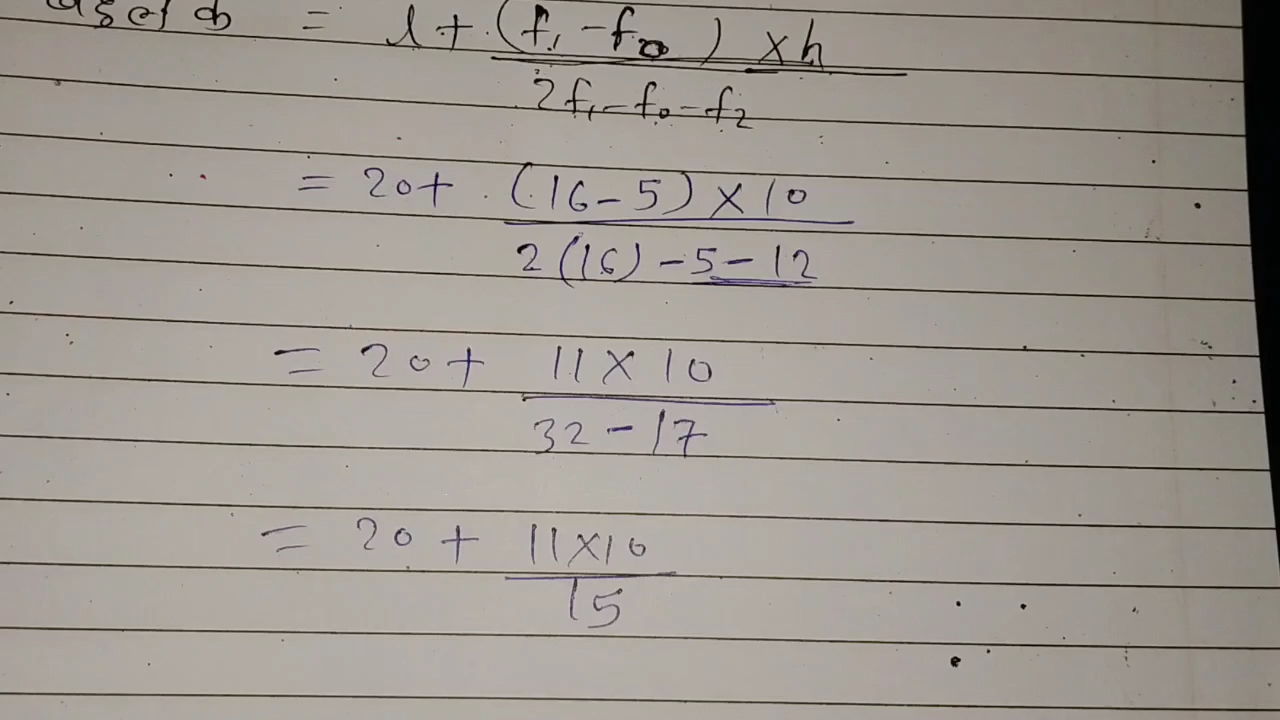 = l + (f₁ - f₀) × h
2f₁ - f₀ - f₂
= 20 + (16 - 5) × 10
2(16) - 5 - 12
= 20 + 11 × 10
32 - 17
= 20 + 11×10
15